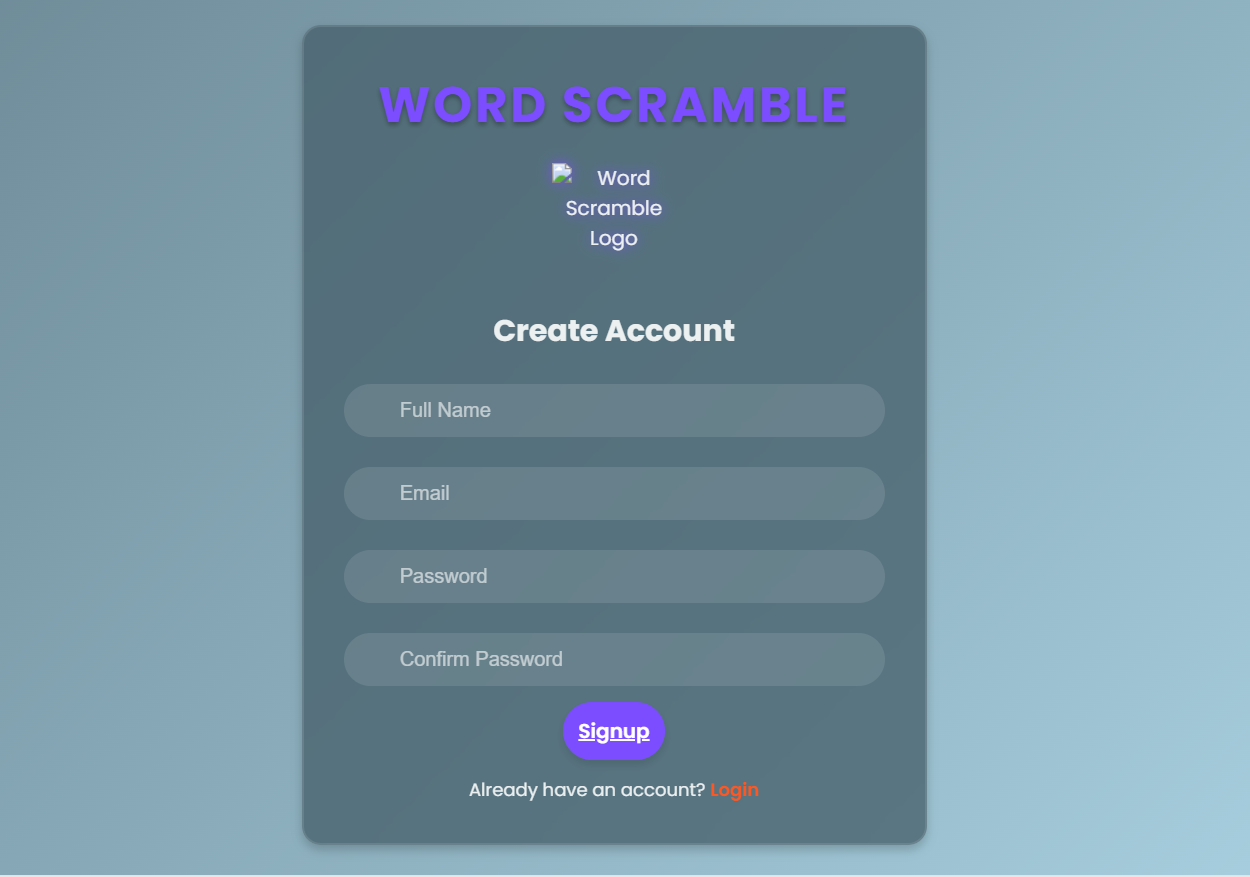 WORD SCRAMBLE
Word
Scramble
Logo
Create Account
Full Name
Email
Password
Confirm Password
Signup
Already have an account? Login